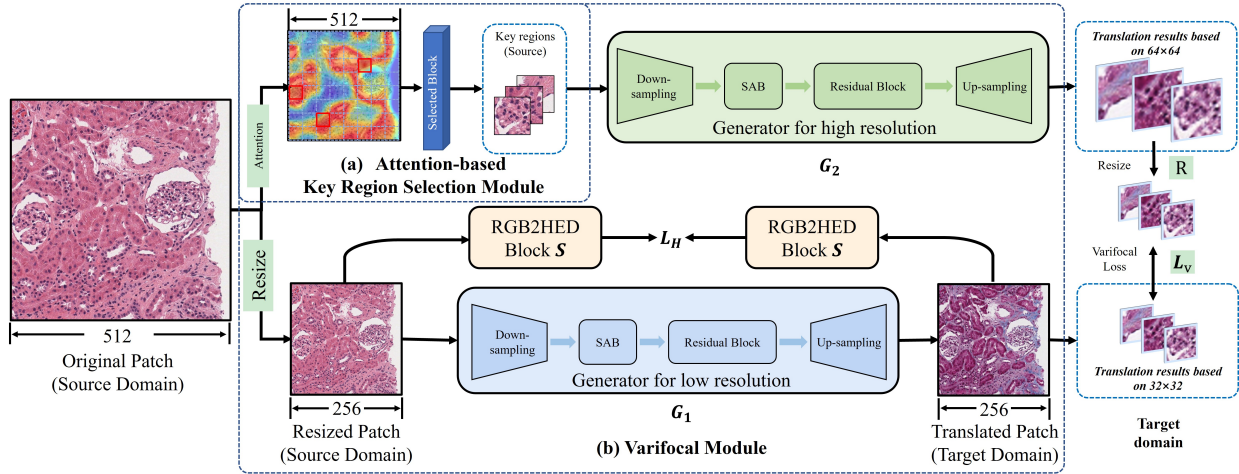 512
Original Patch
(Source Domain)
Attention
Resize
512
Selected Block
Key regions
(Source)
(a) Attention-based
Key Region Selection Module
Down-
sampling
SAB
Residual Block
Up-sampling
Generator for high resolution
G₂
RGB2HED
Block S
L_H
RGB2HED
Block S
256
Resized Patch
(Source Domain)
Down-
sampling
SAB
Residual Block
Up-sampling
Generator for low resolution
G₁
(b) Varifocal Module
256
Translated Patch
(Target Domain)
Translation results based
on 64×64
Resize
R
Varifocal
Loss
L_v
Translation results based
on 32×32
Target
domain